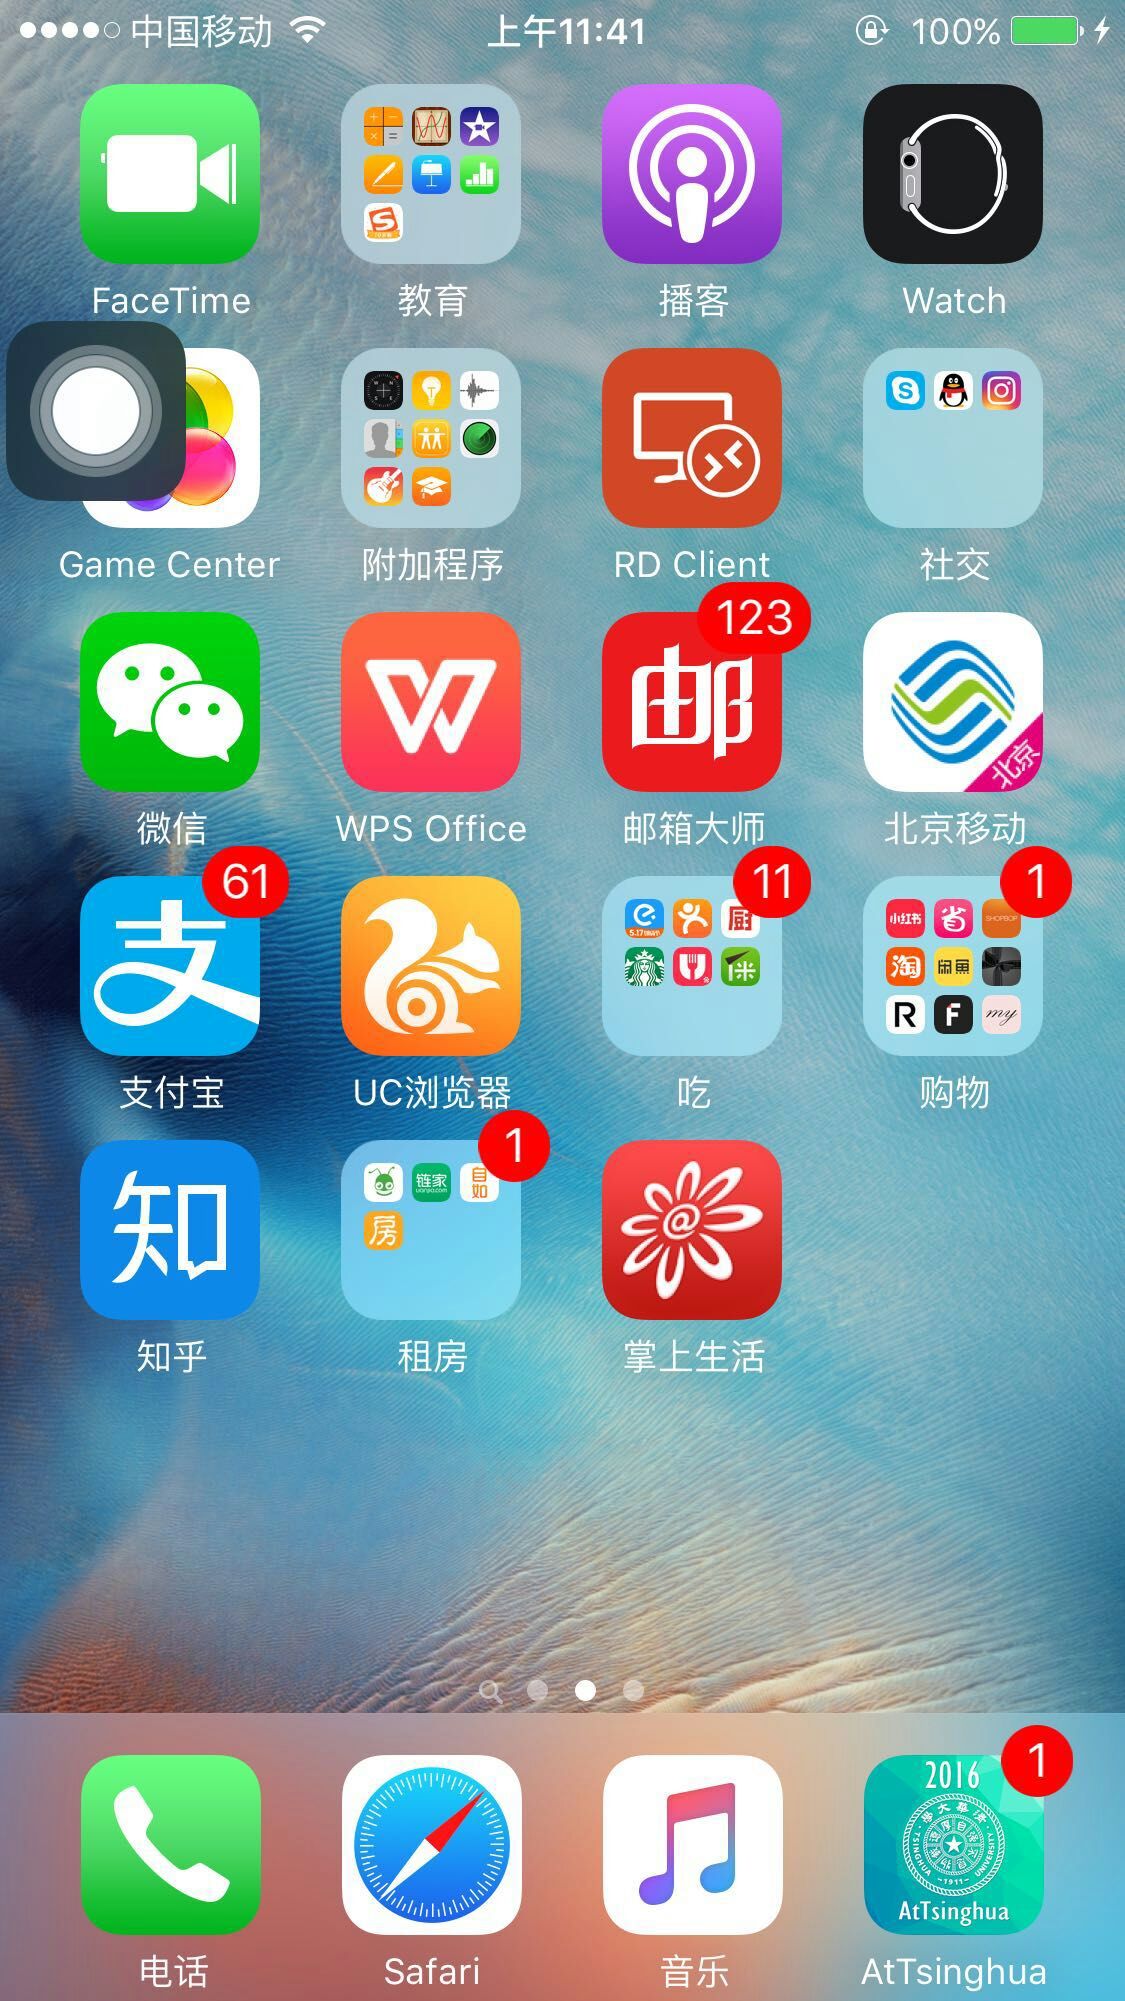 中国移动 上午11:41 100%
FaceTime 教育 播客 Watch
Game Center 附加程序 RD Client 社交
123
北京
微信 WPS Office 邮箱大师 北京移动
61 11 1
支 厨 小红书 省 SHOPBOP
淘 闲鱼
R F my
支付宝 UC浏览器 吃 购物
1
知 链家 自如 @
房
知乎 租房 掌上生活
1
2016
TSINGHUA UNIVERSITY
-1911-
AtTsinghua
电话 Safari 音乐 AtTsinghua